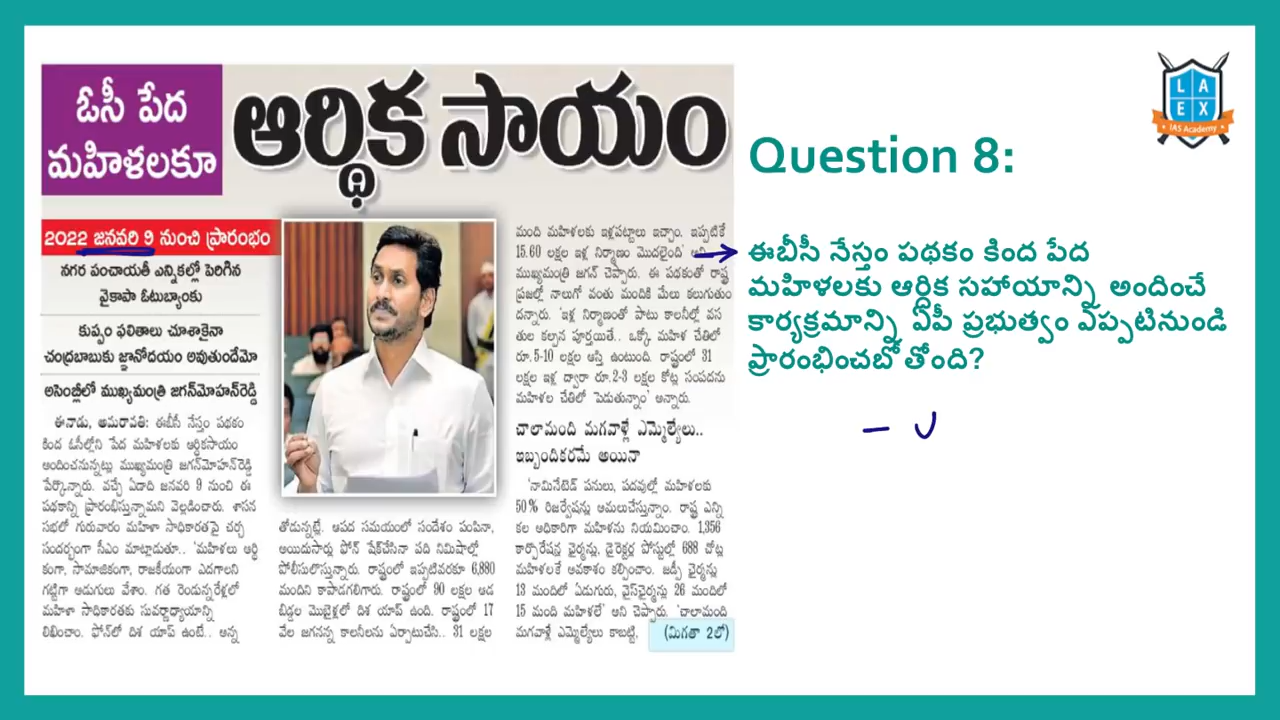 ఓసీ పేద
మహిళలకూ
ఆర్థిక సాయం
2022 జనవరి 9 నుంచి ప్రారంభం
నగర పంచాయతీ ఎన్నికల్లో పెరిగిన
వైకాపా ఓటుబ్యాంకు
కుప్పం ఫలితాలు చూశాకైనా
చంద్రబాబుకు జ్ఞానోదయం అవుతుందేమో
అసెంబ్లీలో ముఖ్యమంత్రి జగన్‌మోహన్‌రెడ్డి
ఈనాడు, అమరావతి: ఈబీసీ నేస్తం పథకం
కింద ఓసీల్లోని పేద మహిళలకు ఆర్థికసాయం
అందించనున్నట్లు ముఖ్యమంత్రి జగన్‌మోహన్‌రెడ్డి
పేర్కొన్నారు. వచ్చే ఏడాది జనవరి 9 నుంచి ఈ
పథకాన్ని ప్రారంభిస్తున్నామని వెల్లడించారు. శాసన
సభలో గురువారం మహిళా సాధికారతపై చర్చ
సందర్భంగా సీఎం మాట్లాడుతూ.. ‘మహిళలు ఆర్థి
కంగా, సామాజికంగా, రాజకీయంగా ఎదగాలని
గట్టిగా అడుగులు వేశాం. గత రెండున్నరేళ్లలో
మహిళా సాధికారతకు సువర్ణాధ్యాయాన్ని
లిఖించాం. ఫోన్‌లో దిశ యాప్ ఉంటే.. అన్న
తోడున్నట్లే. ఆపద సమయంలో సందేశం పంపినా,
అయిదుసార్లు ఫోన్ షేక్‌చేసినా పది నిమిషాల్లో
పోలీసులొస్తున్నారు. రాష్ట్రంలో ఇప్పటివరకూ 6,880
మందిని కాపాడగలిగారు. రాష్ట్రంలో 90 లక్షల ఆడ
బిడ్డల మొబైళ్లలో దిశ యాప్ ఉంది. రాష్ట్రంలో 17
వేల జగనన్న కాలనీలను ఏర్పాటుచేసి.. 31 లక్షల
మంది మహిళలకు ఇళ్లపట్టాలు ఇచ్చాం. ఇప్పటికే
15.60 లక్షల ఇళ్ల నిర్మాణం మొదలైంది’ అని
ముఖ్యమంత్రి జగన్ చెప్పారు. ఈ పథకంతో రాష్ట్ర
ప్రజల్లో నాలుగో వంతు మందికి మేలు కలుగుతుం
దన్నారు. ‘ఇళ్ల నిర్మాణంతో పాటు కాలనీల్లో వస
తుల కల్పన పూర్తయితే.. ఒక్కో మహిళ చేతిలో
రూ.5-10 లక్షల ఆస్తి ఉంటుంది. రాష్ట్రంలో 31
లక్షల ఇళ్ల ద్వారా రూ.2-3 లక్షల కోట్ల సంపదను
మహిళల చేతిలో పెడుతున్నాం’ అన్నారు.
చాలామంది మగవాళ్లే ఎమ్మెల్యేలు..
ఇబ్బందికరమే అయినా
‘నామినేటెడ్ పనులు, పదవుల్లో మహిళలకు
50% రిజర్వేషన్లు అమలుచేస్తున్నాం. రాష్ట్ర ఎన్ని
కల అధికారిగా మహిళను నియమించాం. 1,356
కార్పొరేషన్ల ఛైర్మన్లు, డైరెక్టర్ల పోస్టుల్లో 688 చోట్ల
మహిళలకే అవకాశం కల్పించాం. జడ్పీ ఛైర్మన్లు
13 మందిలో ఏడుగురు, వైస్‌ఛైర్మన్లు 26 మందిలో
15 మంది మహిళలే’ అని చెప్పారు. ‘చాలామంది
మగవాళ్లే ఎమ్మెల్యేలు కాబట్టి, (మిగతా 2లో)
L A
E X
IAS Academy
Question 8:
ఈబీసీ నేస్తం పథకం కింద పేద
మహిళలకు ఆర్ధిక సహాయాన్ని అందించే
కార్యక్రమాన్ని ఏపీ ప్రభుత్వం ఎప్పటినుండి
ప్రారంభించబోతోంది?